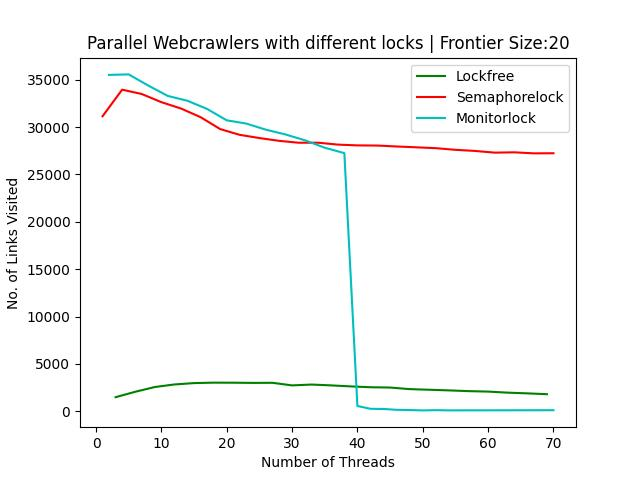 Parallel Webcrawlers with different locks | Frontier Size:20
Lockfree
Semaphorelock
Monitorlock
No. of Links Visited
35000
30000
25000
20000
15000
10000
5000
0
0 10 20 30 40 50 60 70
Number of Threads